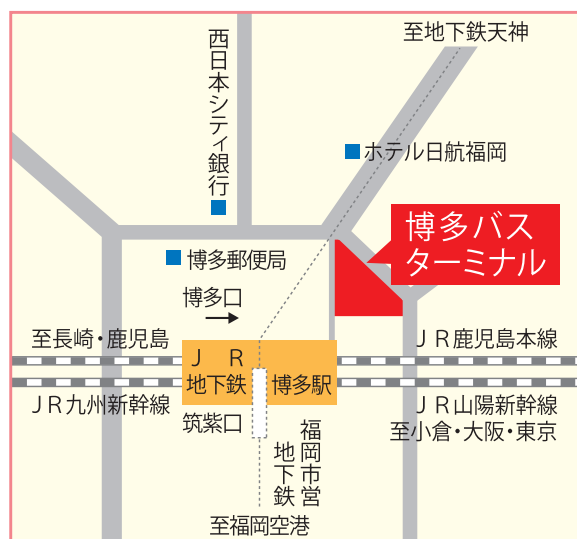 至地下鉄天神
西日本シティ銀行
ホテル日航福岡
博多バス
ターミナル
博多郵便局
博多口
至長崎・鹿児島
JR鹿児島本線
JR
地下鉄 博多駅
JR九州新幹線
JR山陽新幹線
筑紫口
至小倉・大阪・東京
福岡市営
地下鉄
至福岡空港